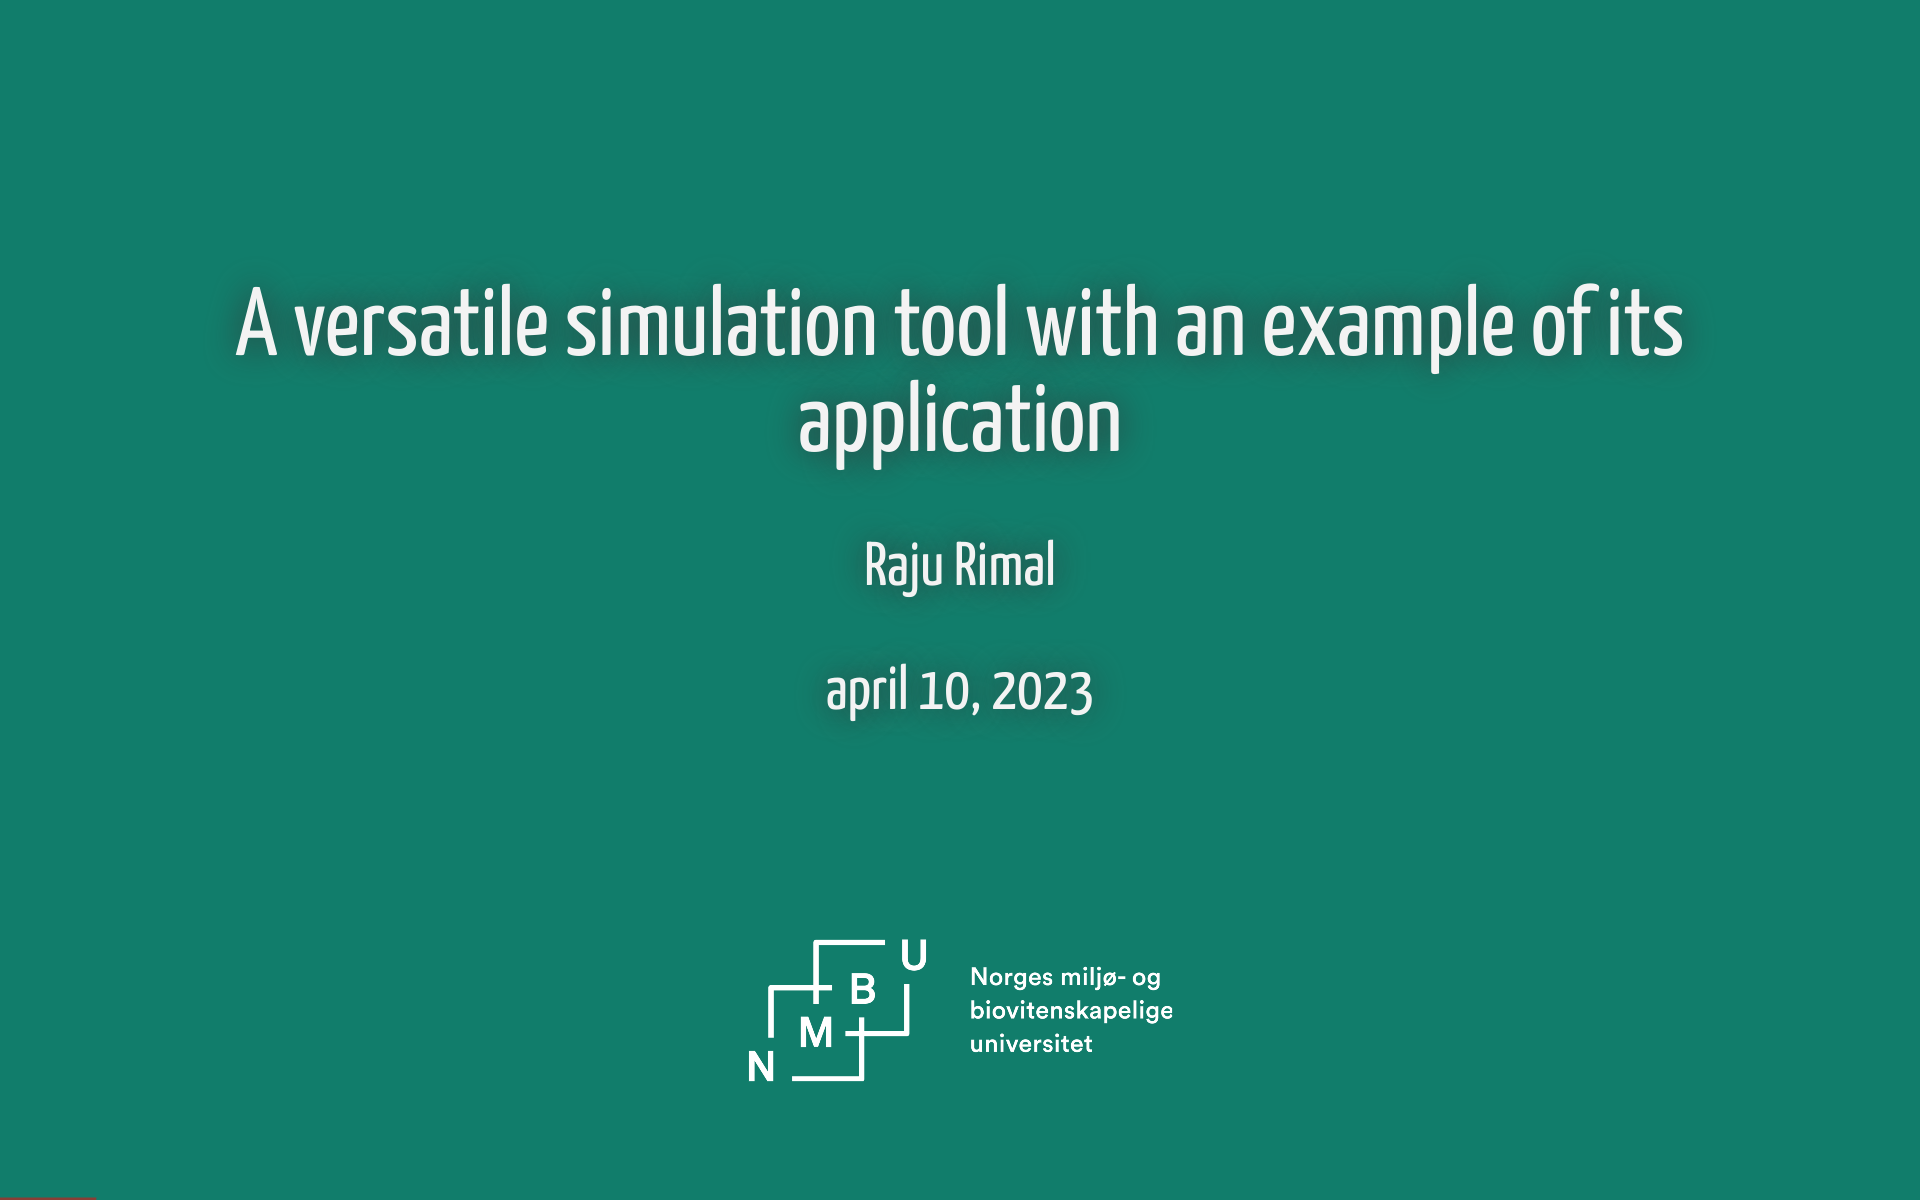 A versatile simulation tool with an example of its
application
Raju Rimal
april 10, 2023
N M B U
Norges miljø- og
biovitenskapelige
universitet